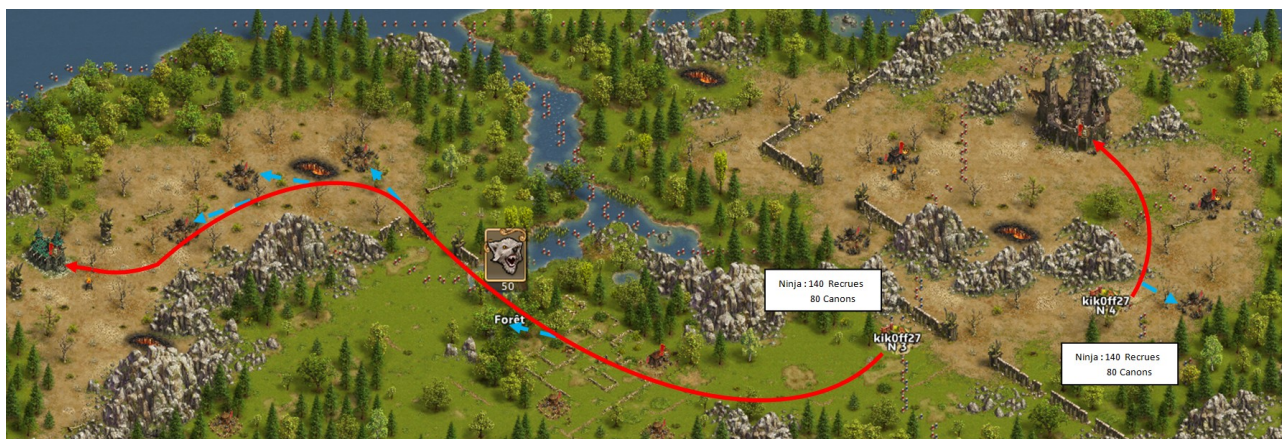 50
Forêt
Ninja : 140 Recrues
80 Canons
kik0ff27
N 3
kik0ff27
N 4
Ninja : 140 Recrues
80 Canons